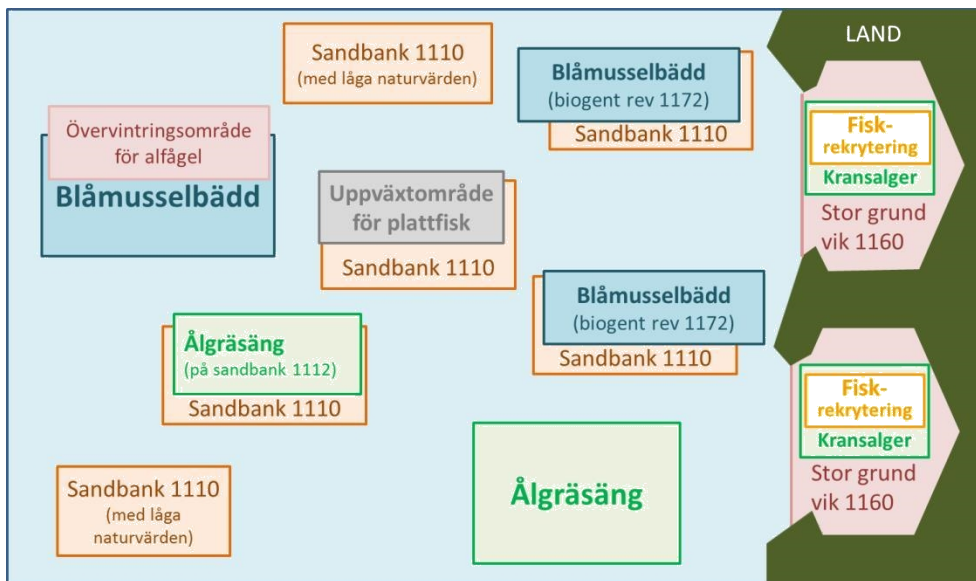 Sandbank 1110
(med låga naturvärden)
Blåmusselbädd
(biogent rev 1172)
Sandbank 1110
LAND
Övervintringsområde
för alfågel
Blåmusselbädd
Uppväxtområde
för plattfisk
Sandbank 1110
Fisk-
rekrytering
Kransalger
Stor grund
vik 1160
Blåmusselbädd
(biogent rev 1172)
Sandbank 1110
Ålgräsäng
(på sandbank 1112)
Sandbank 1110
Fisk-
rekrytering
Kransalger
Stor grund
vik 1160
Sandbank 1110
(med låga
naturvärden)
Ålgräsäng